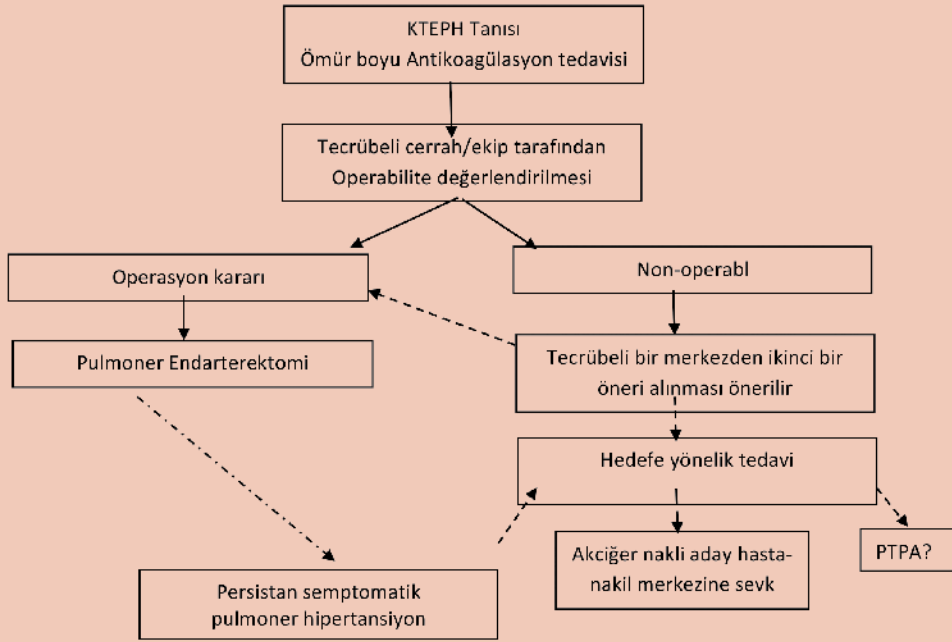 KTEPH Tanısı
Ömür boyu Antikoagülasyon tedavisi
Tecrübeli cerrah/ekip tarafından
Operabilite değerlendirilmesi
Operasyon kararı
Non-operabl
Pulmoner Endarterektomi
Tecrübeli bir merkezden ikinci bir
öneri alınması önerilir
Hedefe yönelik tedavi
Akciğer nakli aday hasta-
nakil merkezine sevk
PTPA?
Persistan semptomatik
pulmoner hipertansiyon